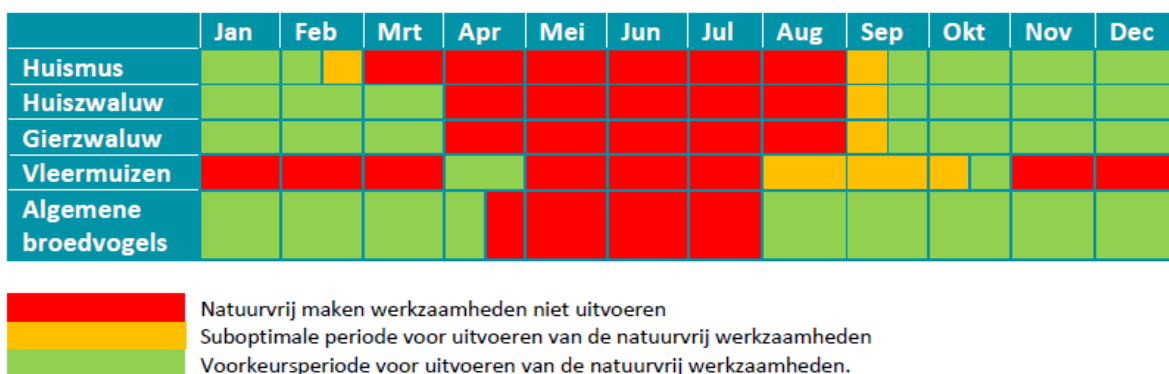 Jan Feb Mrt Apr Mei Jun Jul Aug Sep Okt Nov Dec
Huismus
Huiszwaluw
Gierzwaluw
Vleermuizen
Algemene
broedvogels
Natuurvrij maken werkzaamheden niet uitvoeren
Suboptimale periode voor uitvoeren van de natuurvrij werkzaamheden
Voorkeursperiode voor uitvoeren van de natuurvrij werkzaamheden.